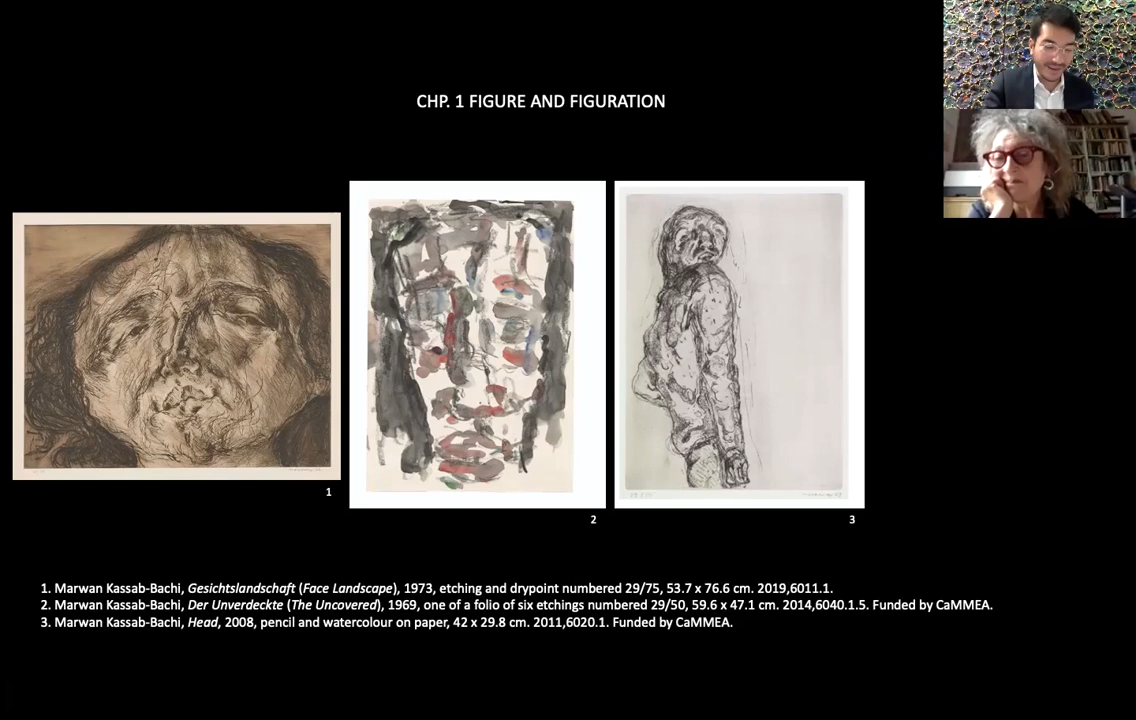 CHP. 1 FIGURE AND FIGURATION
1
2
3
1. Marwan Kassab-Bachi, Gesichtslandschaft (Face Landscape), 1973, etching and drypoint numbered 29/75, 53.7 x 76.6 cm. 2019,6011.1.
2. Marwan Kassab-Bachi, Der Unverdeckte (The Uncovered), 1969, one of a folio of six etchings numbered 29/50, 59.6 x 47.1 cm. 2014,6040.1.5. Funded by CaMMEA.
3. Marwan Kassab-Bachi, Head, 2008, pencil and watercolour on paper, 42 x 29.8 cm. 2011,6020.1. Funded by CaMMEA.